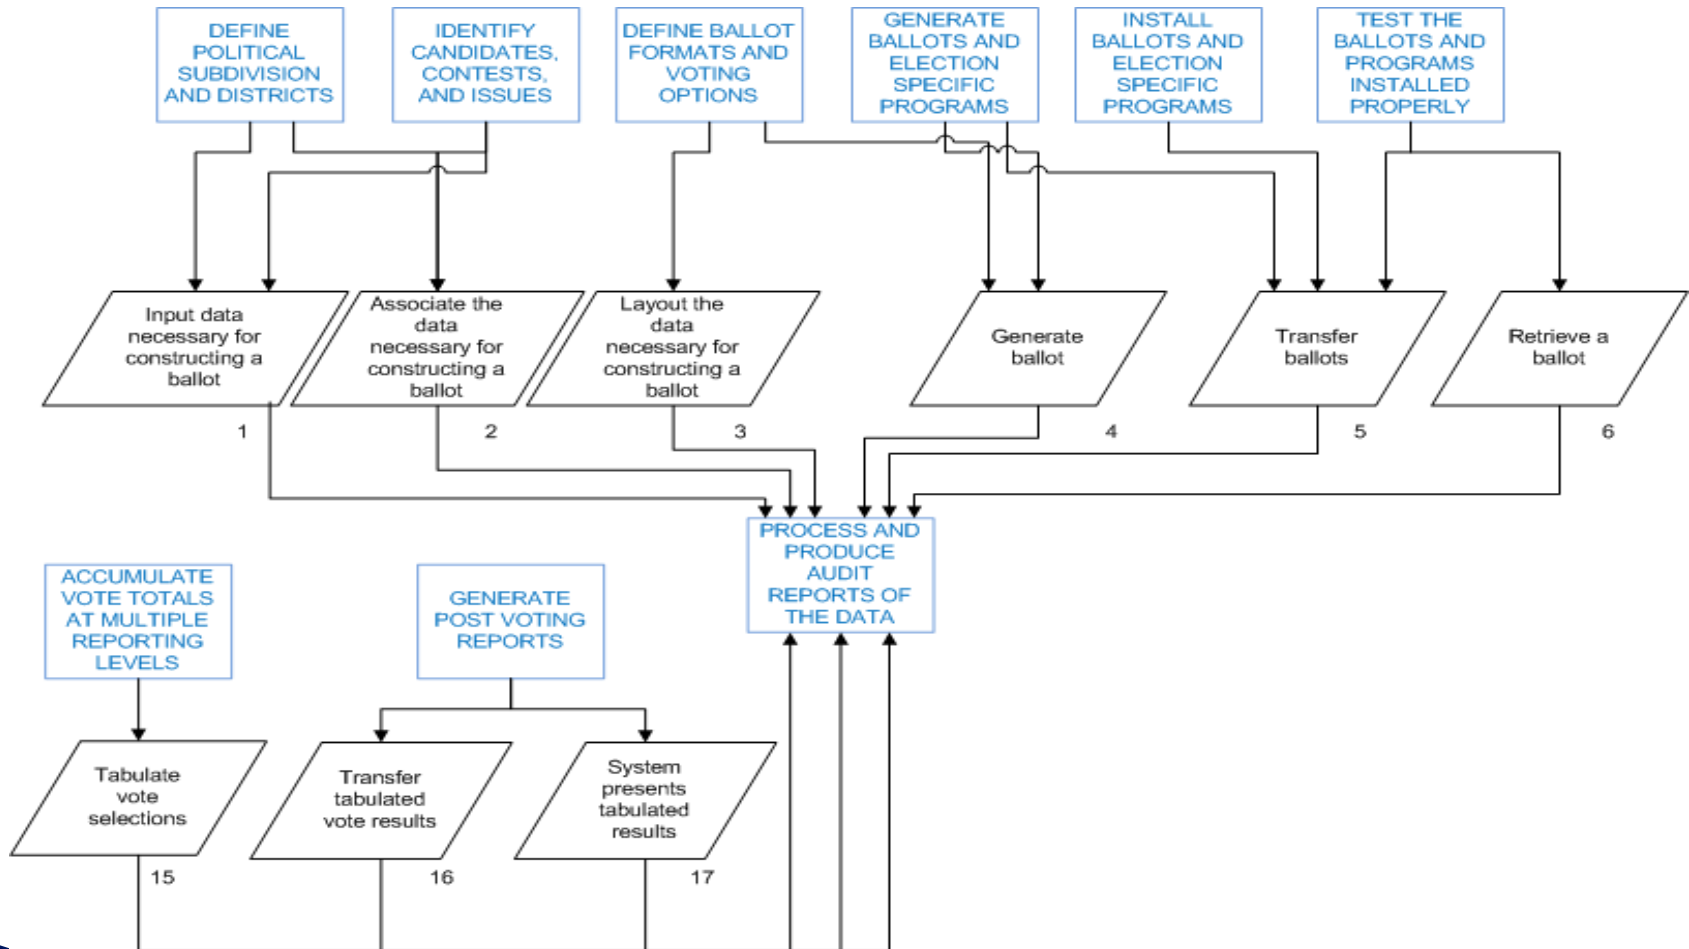 DEFINE
POLITICAL
SUBDIVISION
AND DISTRICTS
IDENTIFY
CANDIDATES,
CONTESTS,
AND ISSUES
DEFINE BALLOT
FORMATS AND
VOTING
OPTIONS
GENERATE
BALLOTS AND
ELECTION
SPECIFIC
PROGRAMS
INSTALL
BALLOTS AND
ELECTION
SPECIFIC
PROGRAMS
TEST THE
BALLOTS AND
PROGRAMS
INSTALLED
PROPERLY
Input data
necessary for
constructing a
ballot
1
Associate the
data
necessary for
constructing a
ballot
2
Layout the
data
necessary for
constructing a
ballot
3
Generate
ballot
4
Transfer
ballots
5
Retrieve a
ballot
6
PROCESS AND
PRODUCE
AUDIT
REPORTS OF
THE DATA
ACCUMULATE
VOTE TOTALS
AT MULTIPLE
REPORTING
LEVELS
GENERATE
POST VOTING
REPORTS
Tabulate
vote
selections
15
Transfer
tabulated
vote results
16
System
presents
tabulated
results
17